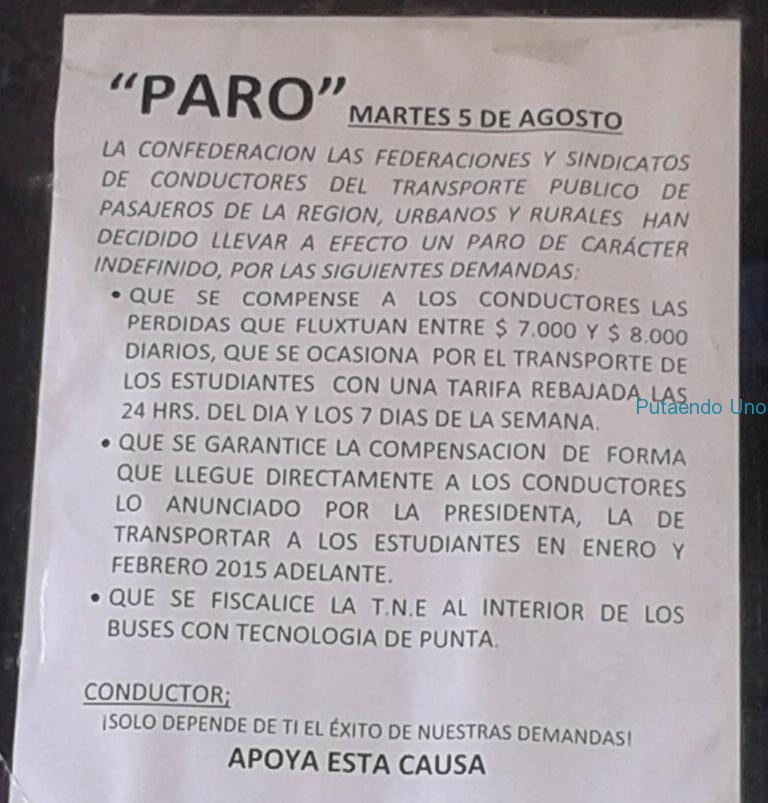 “PARO” MARTES 5 DE AGOSTO
LA CONFEDERACION LAS FEDERACIONES Y SINDICATOS
DE CONDUCTORES DEL TRANSPORTE PUBLICO DE
PASAJEROS DE LA REGION, URBANOS Y RURALES HAN
DECIDIDO LLEVAR A EFECTO UN PARO DE CARÁCTER
INDEFINIDO, POR LAS SIGUIENTES DEMANDAS:
• QUE SE COMPENSE A LOS CONDUCTORES LAS
PERDIDAS QUE FLUXTUAN ENTRE $ 7.000 Y $ 8.000
DIARIOS, QUE SE OCASIONA POR EL TRANSPORTE DE
LOS ESTUDIANTES CON UNA TARIFA REBAJADA LAS
24 HRS. DEL DIA Y LOS 7 DIAS DE LA SEMANA.
Putaendo Uno
• QUE SE GARANTICE LA COMPENSACION DE FORMA
QUE LLEGUE DIRECTAMENTE A LOS CONDUCTORES
LO ANUNCIADO POR LA PRESIDENTA, LA DE
TRANSPORTAR A LOS ESTUDIANTES EN ENERO Y
FEBRERO 2015 ADELANTE.
• QUE SE FISCALICE LA T.N.E AL INTERIOR DE LOS
BUSES CON TECNOLOGIA DE PUNTA.
CONDUCTOR;
¡SOLO DEPENDE DE TI EL ÉXITO DE NUESTRAS DEMANDAS!
APOYA ESTA CAUSA